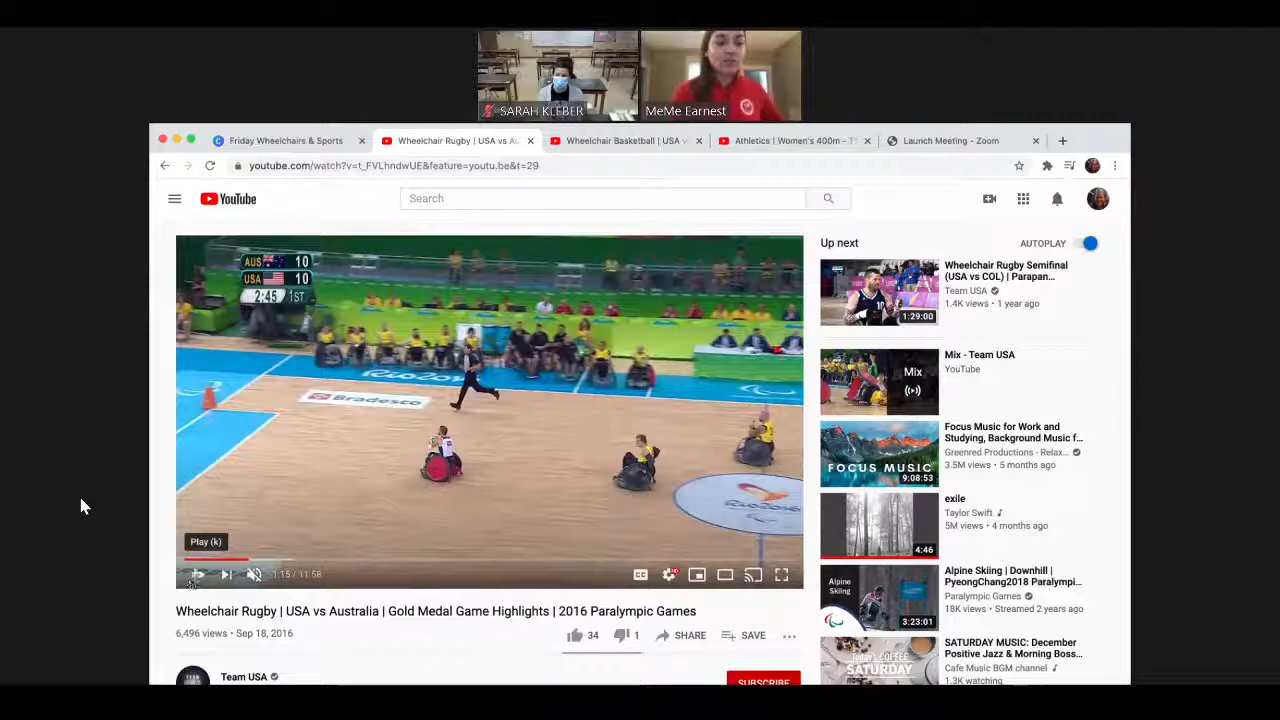 SARAH KLEBER
MeMe Earnest
Friday Wheelchairs & Sports
Wheelchair Rugby | USA vs Au
Wheelchair Basketball | USA v
Athletics | Women's 400m - T
Launch Meeting - Zoom
youtube.com/watch?v=t_FVLhndwUE&feature=youtu.be&t=29
YouTube
Search
AUS 10
USA 10
2:45 1ST
Bradesco
Play (k)
1:15 / 11:58
CC
HD
Wheelchair Rugby | USA vs Australia | Gold Medal Game Highlights | 2016 Paralympic Games
6,496 views • Sep 18, 2016
34
1
SHARE
SAVE
Team USA
SUBSCRIBE
Up next
AUTOPLAY
Wheelchair Rugby Semifinal
(USA vs COL) | Parapan...
Team USA
1.4K views • 1 year ago
1:29:00
Mix - Team USA
YouTube
Mix
Focus Music for Work and
Studying, Background Music f...
Greenred Productions - Relax...
3.5M views • 5 months ago
FOCUS MUSIC
9:08:53
exile
Taylor Swift
5M views • 4 months ago
4:46
Alpine Skiing | Downhill |
PyeongChang2018 Paralympi...
Paralympic Games
18K views • Streamed 2 years ago
Alpine
Skiing
3:23:01
SATURDAY MUSIC: December
Positive Jazz & Morning Boss...
Cafe Music BGM channel
1.3K watching
Today's COFFEE
SATURDAY